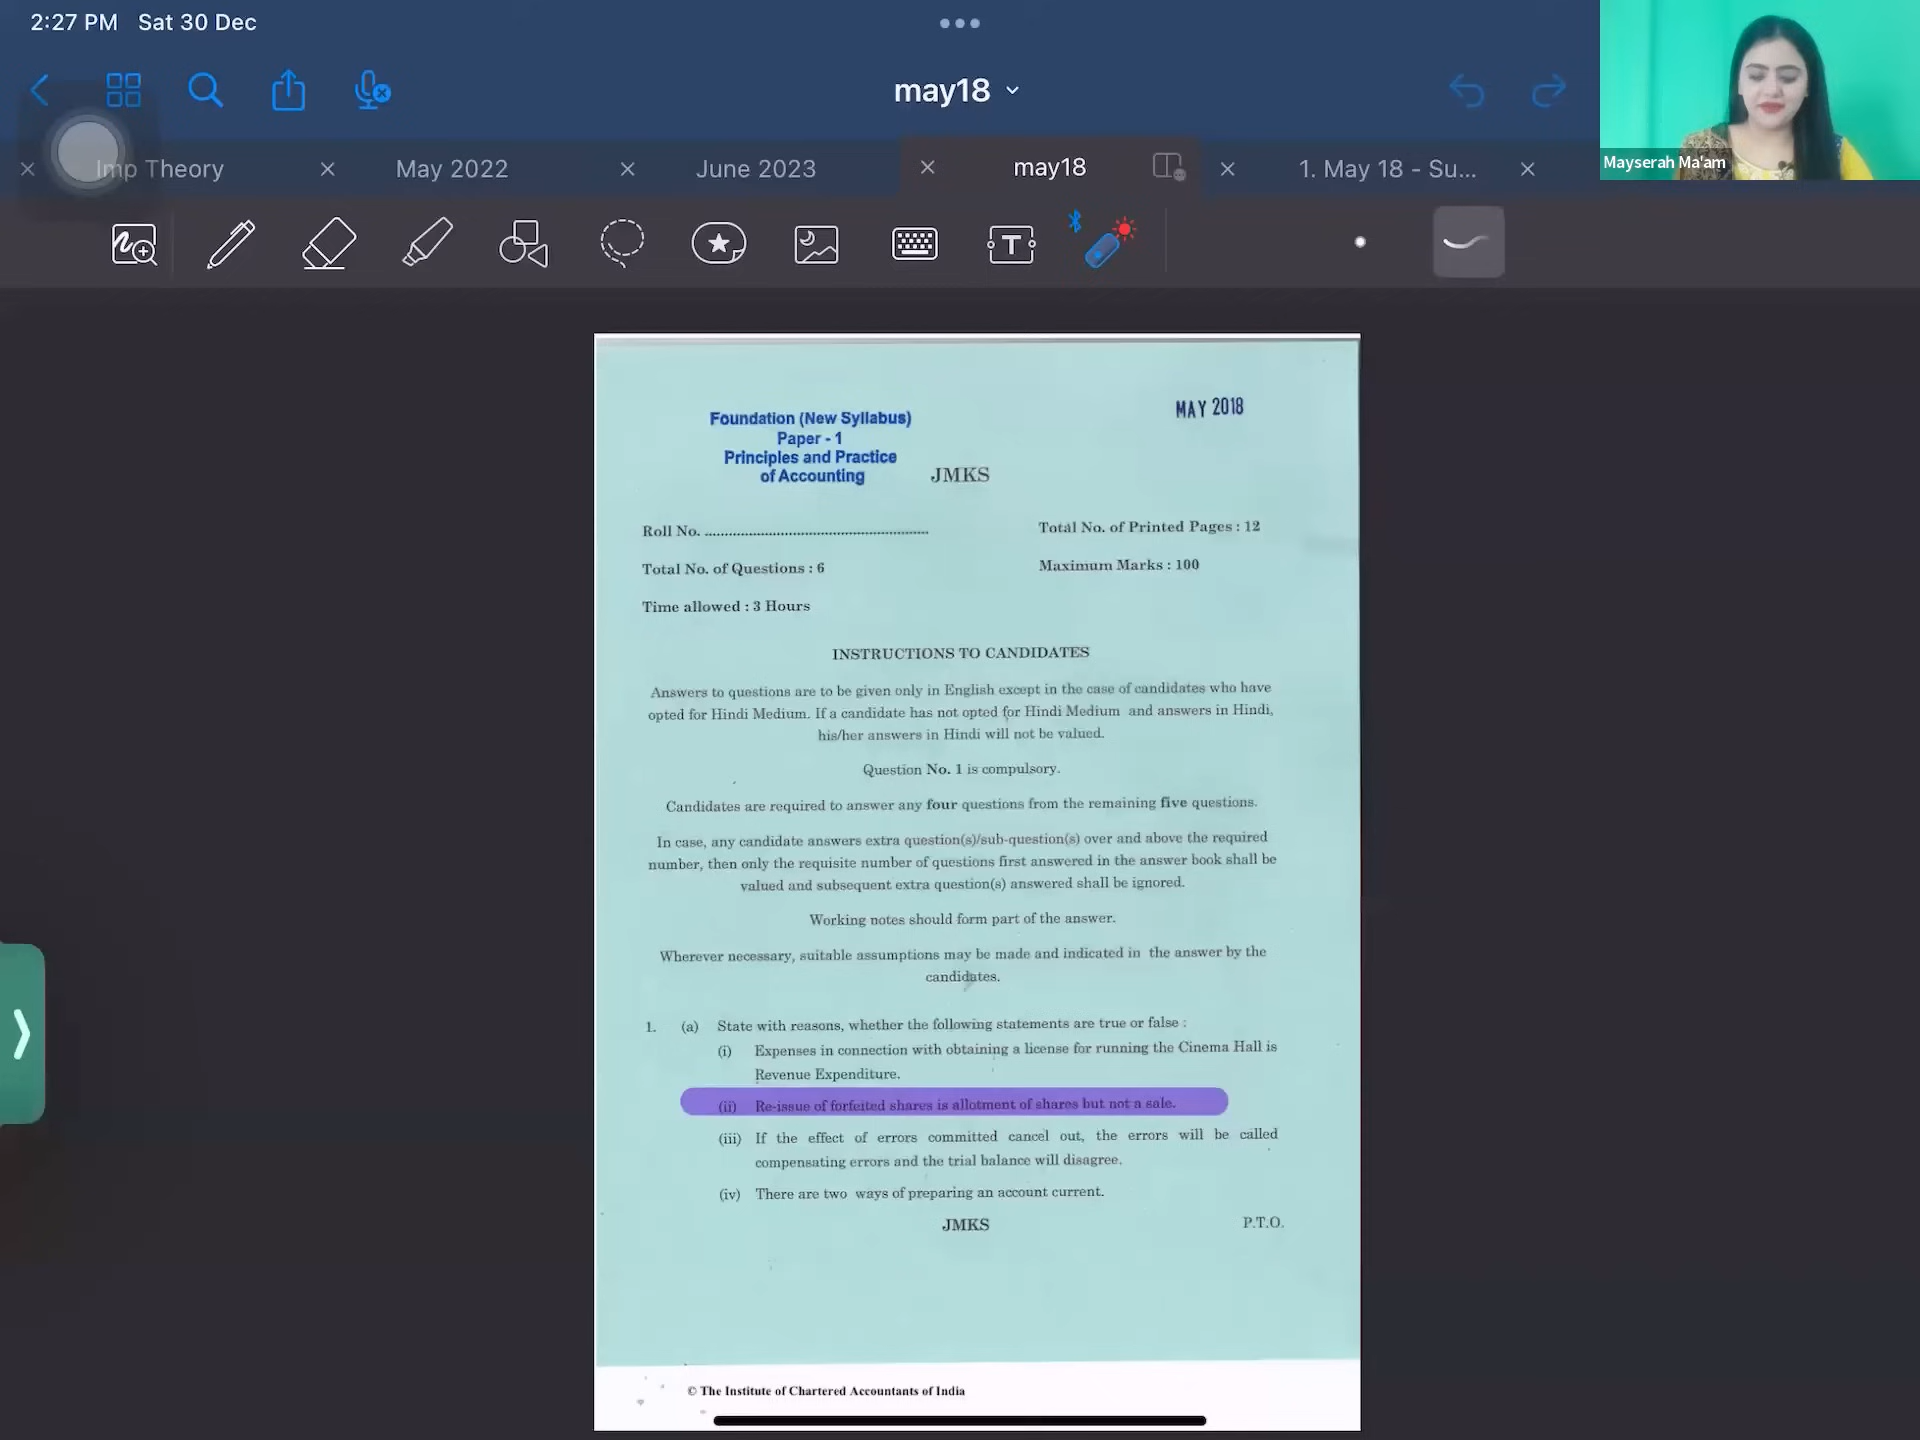 2:27 PM Sat 30 Dec
may18
Imp Theory
May 2022
June 2023
may18
1. May 18 - Su...
Mayserah Ma'am
T
MAY 2018
Foundation (New Syllabus)
Paper - 1
Principles and Practice
of Accounting
JMKS
Roll No. ............................................................
Total No. of Printed Pages : 12
Total No. of Questions : 6
Maximum Marks : 100
Time allowed : 3 Hours
INSTRUCTIONS TO CANDIDATES
Answers to questions are to be given only in English except in the case of candidates who have
opted for Hindi Medium. If a candidate has not opted for Hindi Medium and answers in Hindi,
his/her answers in Hindi will not be valued.
Question No. 1 is compulsory.
Candidates are required to answer any four questions from the remaining five questions.
In case, any candidate answers extra question(s)/sub-question(s) over and above the required
number, then only the requisite number of questions first answered in the answer book shall be
valued and subsequent extra question(s) answered shall be ignored.
Working notes should form part of the answer.
Wherever necessary, suitable assumptions may be made and indicated in the answer by the
candidates.
1. (a) State with reasons, whether the following statements are true or false :
(i) Expenses in connection with obtaining a license for running the Cinema Hall is
Revenue Expenditure.
(ii) Re-issue of forfeited shares is allotment of shares but not a sale.
(iii) If the effect of errors committed cancel out, the errors will be called
compensating errors and the trial balance will disagree.
(iv) There are two ways of preparing an account current.
JMKS
P.T.O.
© The Institute of Chartered Accountants of India